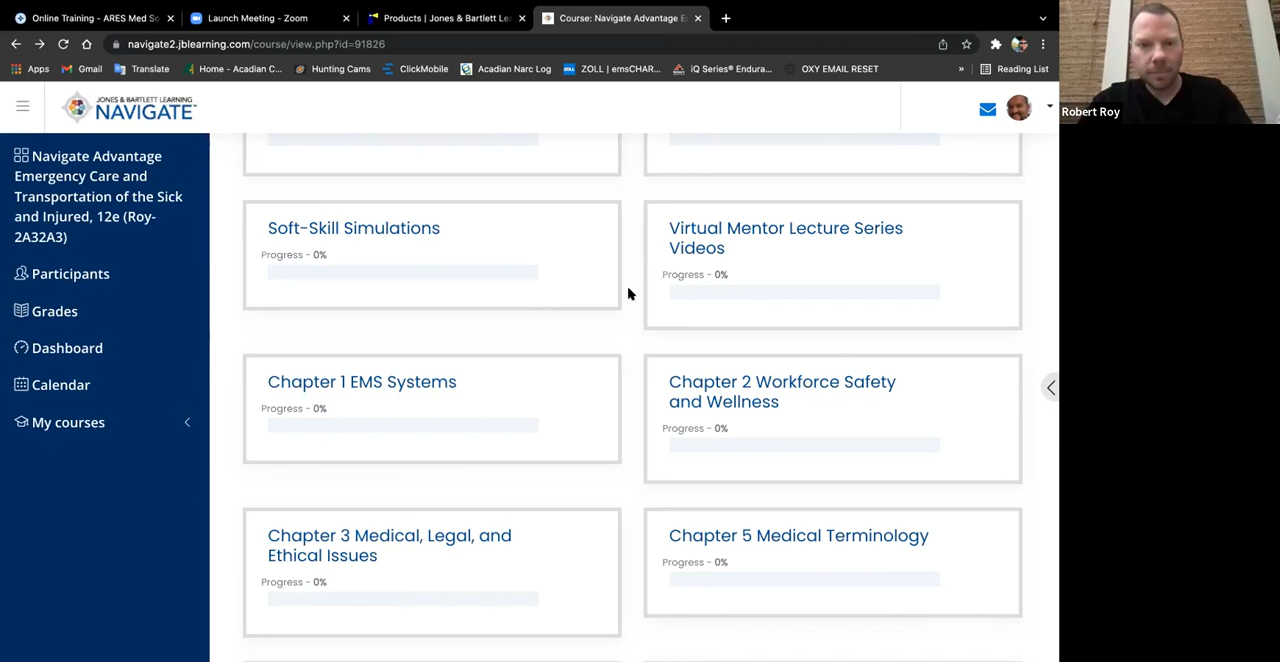 Online Training - ARES Med So
Launch Meeting - Zoom
Products | Jones & Bartlett Le
Course: Navigate Advantage E
navigate2.jblearning.com/course/view.php?id=91826
Apps
Gmail
Translate
Home - Acadian C...
Hunting Cams
ClickMobile
Acadian Narc Log
ZOLL | emsCHAR...
iQ Series® Endura...
OXY EMAIL RESET
»
Reading List
JONES & BARTLETT LEARNING
NAVIGATE
Robert Roy
Navigate Advantage
Emergency Care and
Transportation of the Sick
and Injured, 12e (Roy-
2A32A3)
Participants
Grades
Dashboard
Calendar
My courses
Soft-Skill Simulations
Progress - 0%
Virtual Mentor Lecture Series
Videos
Progress - 0%
Chapter 1 EMS Systems
Progress - 0%
Chapter 2 Workforce Safety
and Wellness
Progress - 0%
Chapter 3 Medical, Legal, and
Ethical Issues
Progress - 0%
Chapter 5 Medical Terminology
Progress - 0%